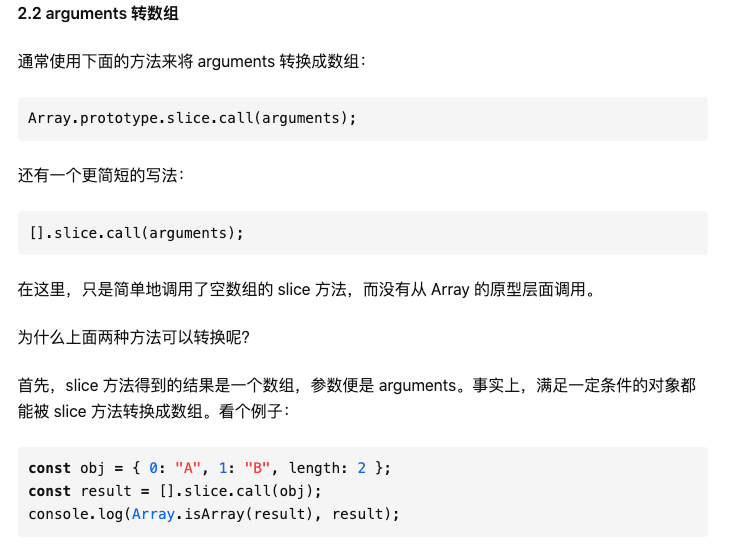 2.2 arguments 转数组
通常使用下面的方法来将 arguments 转换成数组：
Array.prototype.slice.call(arguments);
还有一个更简短的写法：
[].slice.call(arguments);
在这里，只是简单地调用了空数组的 slice 方法，而没有从 Array 的原型层面调用。
为什么上面两种方法可以转换呢?
首先，slice 方法得到的结果是一个数组，参数便是 arguments。事实上，满足一定条件的对象都
能被 slice 方法转换成数组。看个例子：
const obj = { 0: "A", 1: "B", length: 2 };
const result = [].slice.call(obj);
console.log(Array.isArray(result), result);